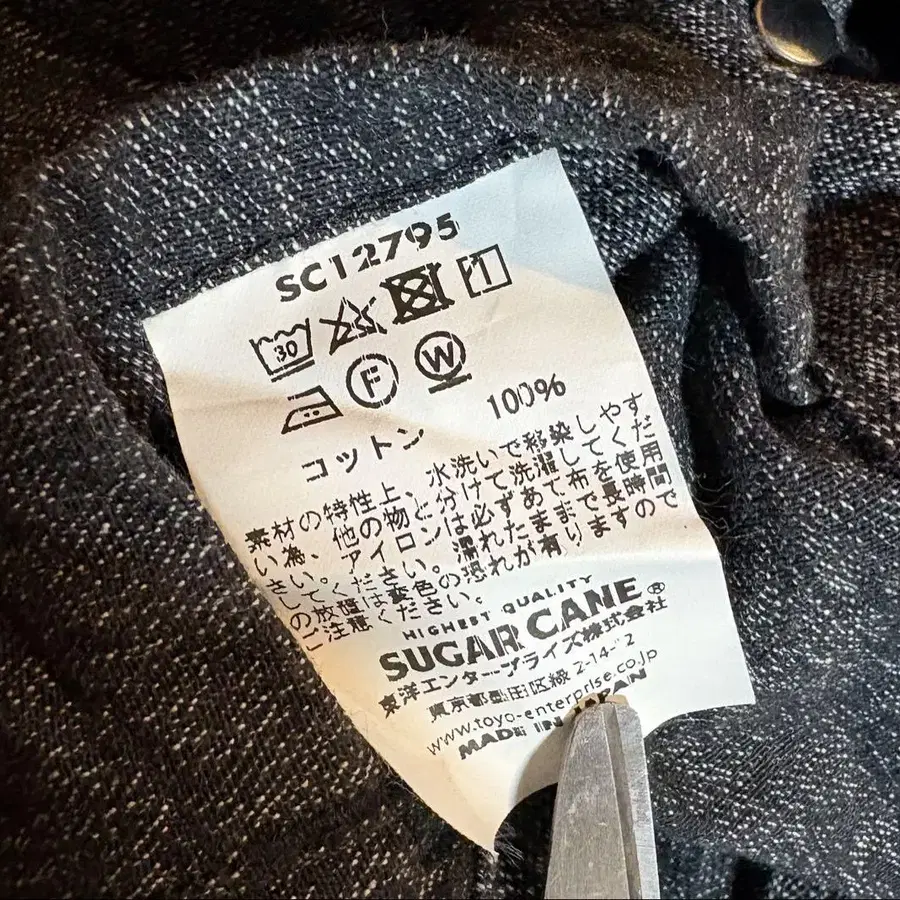 SC12795
30
F W
コットン 100%
素材の特性上、水洗いで移染しやす
い為、他の物と分けて洗濯してくだ
さい。アイロンは必ずあて布を使用
してください。濡れたままで長時間で
の放置は変色の恐れが有りますので
ご注意ください。
HIGHEST QUALITY
SUGAR CANE®
東洋エンタープライズ株式会社
東京都墨田区緑 2-14-12
www.toyo-enterprise.co.jp
MADE IN JAPAN